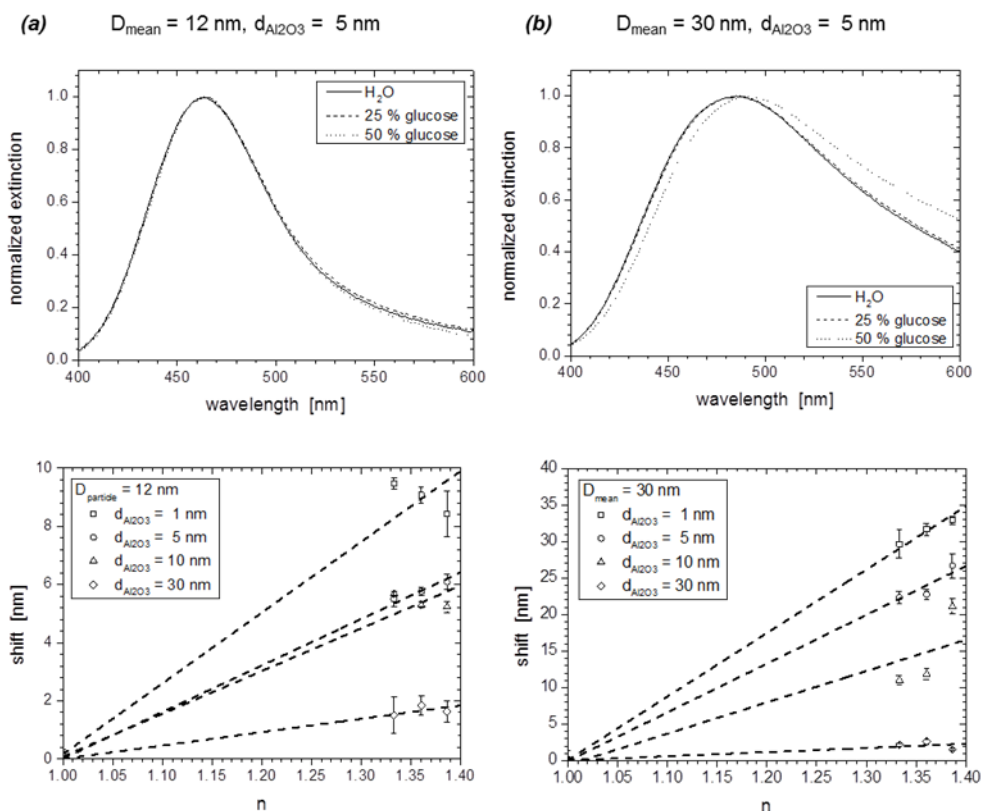 (a) D_mean = 12 nm, d_Al2O3 = 5 nm
normalized extinction
1.0
0.8
0.6
0.4
0.2
0.0
H₂O
25 % glucose
50 % glucose
400 450 500 550 600
wavelength [nm]
(b) D_mean = 30 nm, d_Al2O3 = 5 nm
normalized extinction
1.0
0.8
0.6
0.4
0.2
0.0
H₂O
25 % glucose
50 % glucose
400 450 500 550 600
wavelength [nm]
shift [nm]
10
8
6
4
2
0
D_particle = 12 nm
d_Al2O3 = 1 nm
d_Al2O3 = 5 nm
d_Al2O3 = 10 nm
d_Al2O3 = 30 nm
1.00 1.05 1.10 1.15 1.20 1.25 1.30 1.35 1.40
n
shift [nm]
40
35
30
25
20
15
10
5
0
D_mean = 30 nm
d_Al2O3 = 1 nm
d_Al2O3 = 5 nm
d_Al2O3 = 10 nm
d_Al2O3 = 30 nm
1.00 1.05 1.10 1.15 1.20 1.25 1.30 1.35 1.40
n